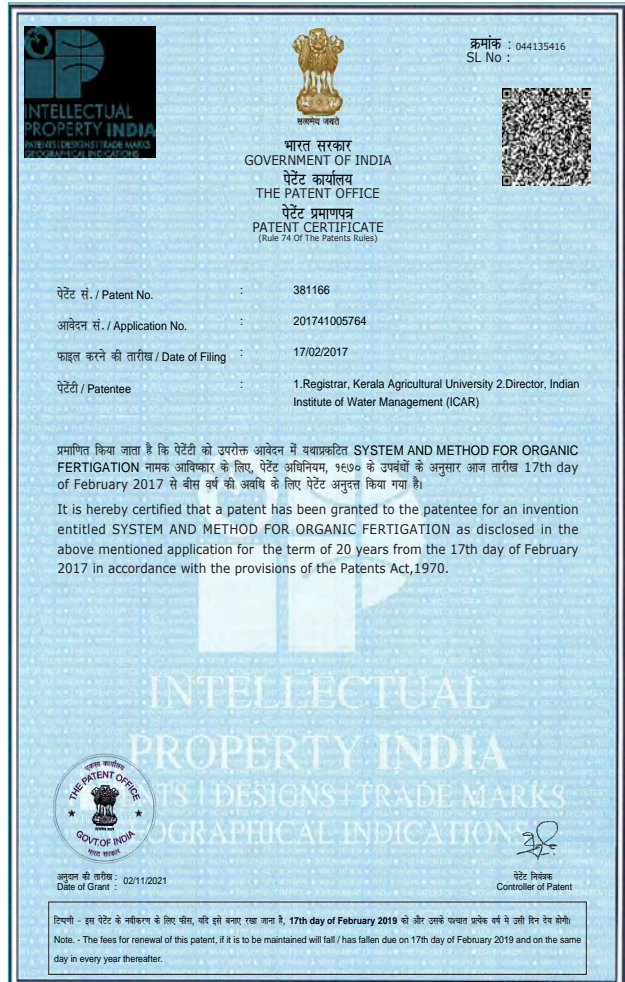 INTELLECTUAL
PROPERTY INDIA
PATENTS | DESIGNS | TRADE MARKS
GEOGRAPHICAL INDICATIONS
सत्यमेव जयते
क्रमांक : 044135416
SL No :
भारत सरकार
GOVERNMENT OF INDIA
पेटेंट कार्यालय
THE PATENT OFFICE
पेटेंट प्रमाणपत्र
PATENT CERTIFICATE
(Rule 74 Of The Patents Rules)
पेटेंट सं. / Patent No. : 381166
आवेदन सं. / Application No. : 201741005764
फाइल करने की तारीख / Date of Filing : 17/02/2017
पेटेंटी / Patentee : 1.Registrar, Kerala Agricultural University 2.Director, Indian
Institute of Water Management (ICAR)
प्रमाणित किया जाता है कि पेटेंटी को उपरोक्त आवेदन में यथाप्रकटित SYSTEM AND METHOD FOR ORGANIC
FERTIGATION नामक आविष्कार के लिए, पेटेंट अधिनियम, १९७० के उपबंधों के अनुसार आज तारीख 17th day
of February 2017 से बीस वर्ष की अवधि के लिए पेटेंट अनुदत्त किया गया है।
It is hereby certified that a patent has been granted to the patentee for an invention
entitled SYSTEM AND METHOD FOR ORGANIC FERTIGATION as disclosed in the
above mentioned application for the term of 20 years from the 17th day of February
2017 in accordance with the provisions of the Patents Act,1970.
INTELLECTUAL
PROPERTY INDIA
THE PATENT OFFICE
GOVT.OF INDIA
भारत सरकार
अनुदान की तारीख :
Date of Grant : 02/11/2021
पेटेंट नियंत्रक
Controller of Patent
टिप्पणी - इस पेटेंट के नवीकरण के लिए फीस, यदि इसे बनाए रखा जाना है, 17th day of February 2019 को और उसके पश्चात प्रत्येक वर्ष मे उसी दिन देय होगी।
Note. - The fees for renewal of this patent, if it is to be maintained will fall / has fallen due on 17th day of February 2019 and on the same
day in every year thereafter.